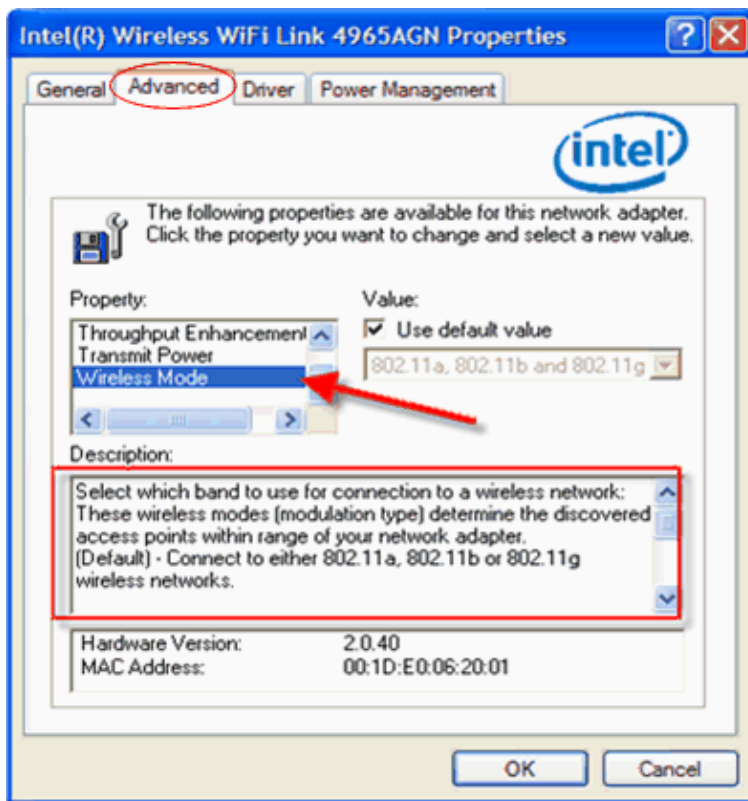 Intel(R) Wireless WiFi Link 4965AGN Properties
General Advanced Driver Power Management
intel
The following properties are available for this network adapter.
Click the property you want to change and select a new value.
Property:
Value:
Throughput Enhancement
Transmit Power
Wireless Mode
Use default value
802.11a, 802.11b and 802.11g
Description:
Select which band to use for connection to a wireless network:
These wireless modes (modulation type) determine the discovered
access points within range of your network adapter.
(Default) - Connect to either 802.11a, 802.11b or 802.11g
wireless networks.
Hardware Version: 2.0.40
MAC Address: 00:1D:E0:06:20:01
OK Cancel